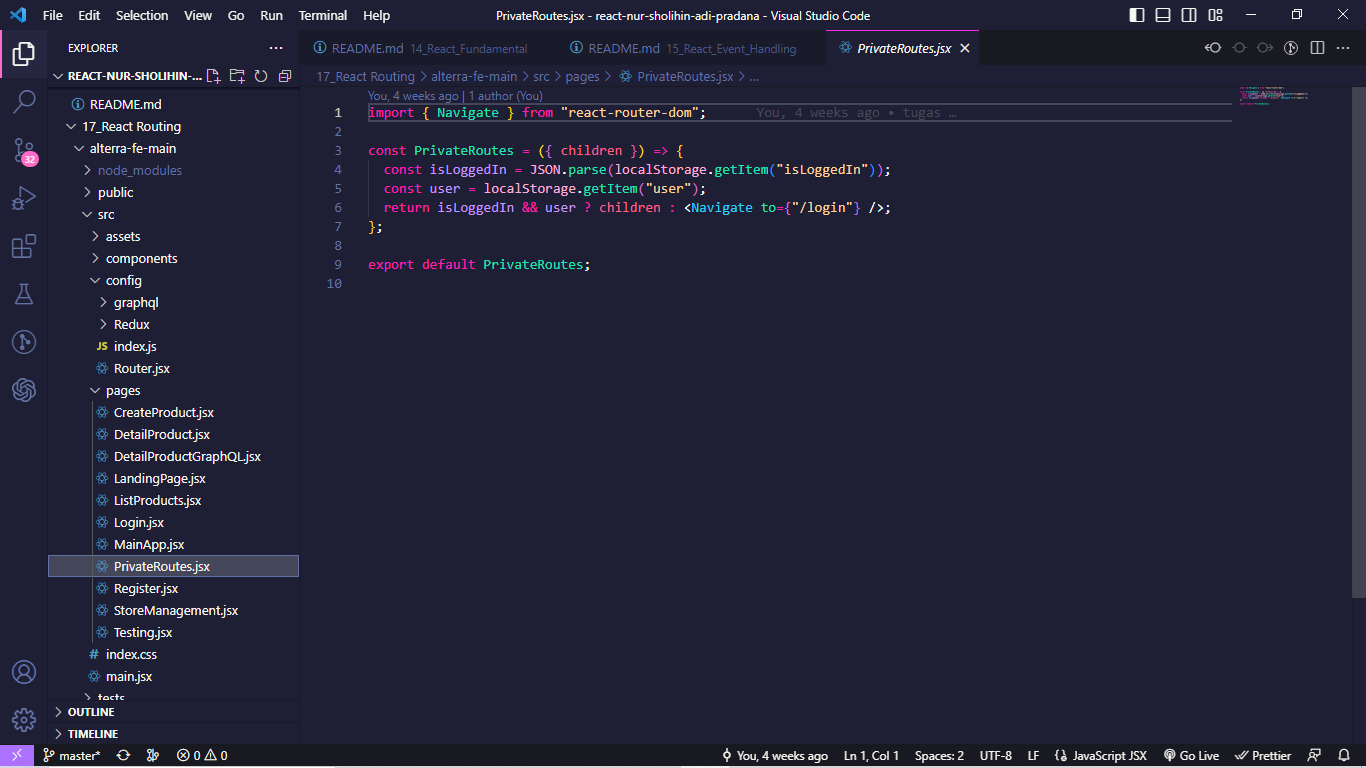 File Edit Selection View Go Run Terminal Help PrivateRoutes.jsx - react-nur-sholihin-adi-pradana - Visual Studio Code
EXPLORER
REACT-NUR-SHOLIHIN-...
README.md
17_React Routing
alterra-fe-main
node_modules
public
src
assets
components
config
graphql
Redux
JS index.js
Router.jsx
pages
CreateProduct.jsx
DetailProduct.jsx
DetailProductGraphQL.jsx
LandingPage.jsx
ListProducts.jsx
Login.jsx
MainApp.jsx
PrivateRoutes.jsx
Register.jsx
StoreManagement.jsx
Testing.jsx
# index.css
main.jsx
tests
OUTLINE
TIMELINE
32
README.md 14_React_Fundamental README.md 15_React_Event_Handling PrivateRoutes.jsx
17_React Routing > alterra-fe-main > src > pages > PrivateRoutes.jsx > ...
You, 4 weeks ago | 1 author (You)
1 import { Navigate } from "react-router-dom"; You, 4 weeks ago • tugas …
2
3 const PrivateRoutes = ({ children }) => {
4 const isLoggedIn = JSON.parse(localStorage.getItem("isLoggedIn"));
5 const user = localStorage.getItem("user");
6 return isLoggedIn && user ? children : <Navigate to={"/login"} />;
7 };
8
9 export default PrivateRoutes;
10
master* 0 0 You, 4 weeks ago Ln 1, Col 1 Spaces: 2 UTF-8 LF {} JavaScript JSX Go Live Prettier